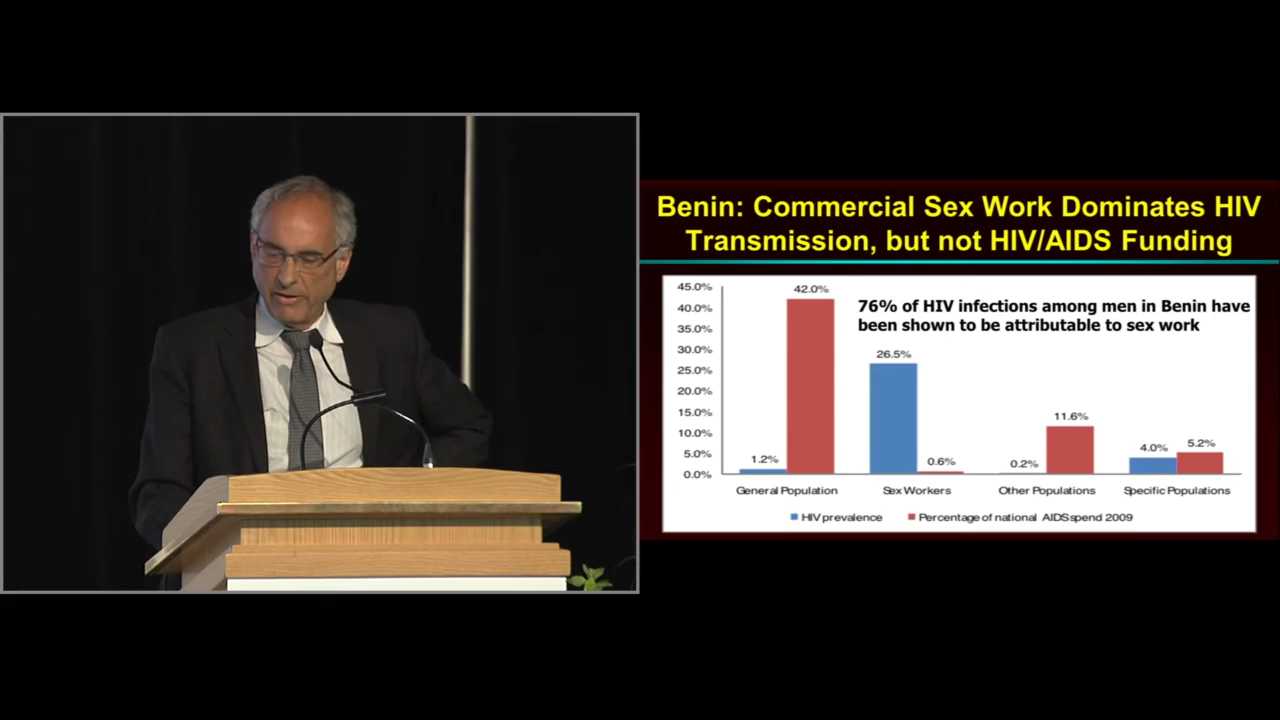 Benin: Commercial Sex Work Dominates HIV
Transmission, but not HIV/AIDS Funding
76% of HIV infections among men in Benin have
been shown to be attributable to sex work
45.0%
40.0%
35.0%
30.0%
25.0%
20.0%
15.0%
10.0%
5.0%
0.0%
1.2%
42.0%
26.5%
0.6%
0.2%
11.6%
4.0%
5.2%
General Population
Sex Workers
Other Populations
Specific Populations
HIV prevalence
Percentage of national AIDS spend 2009